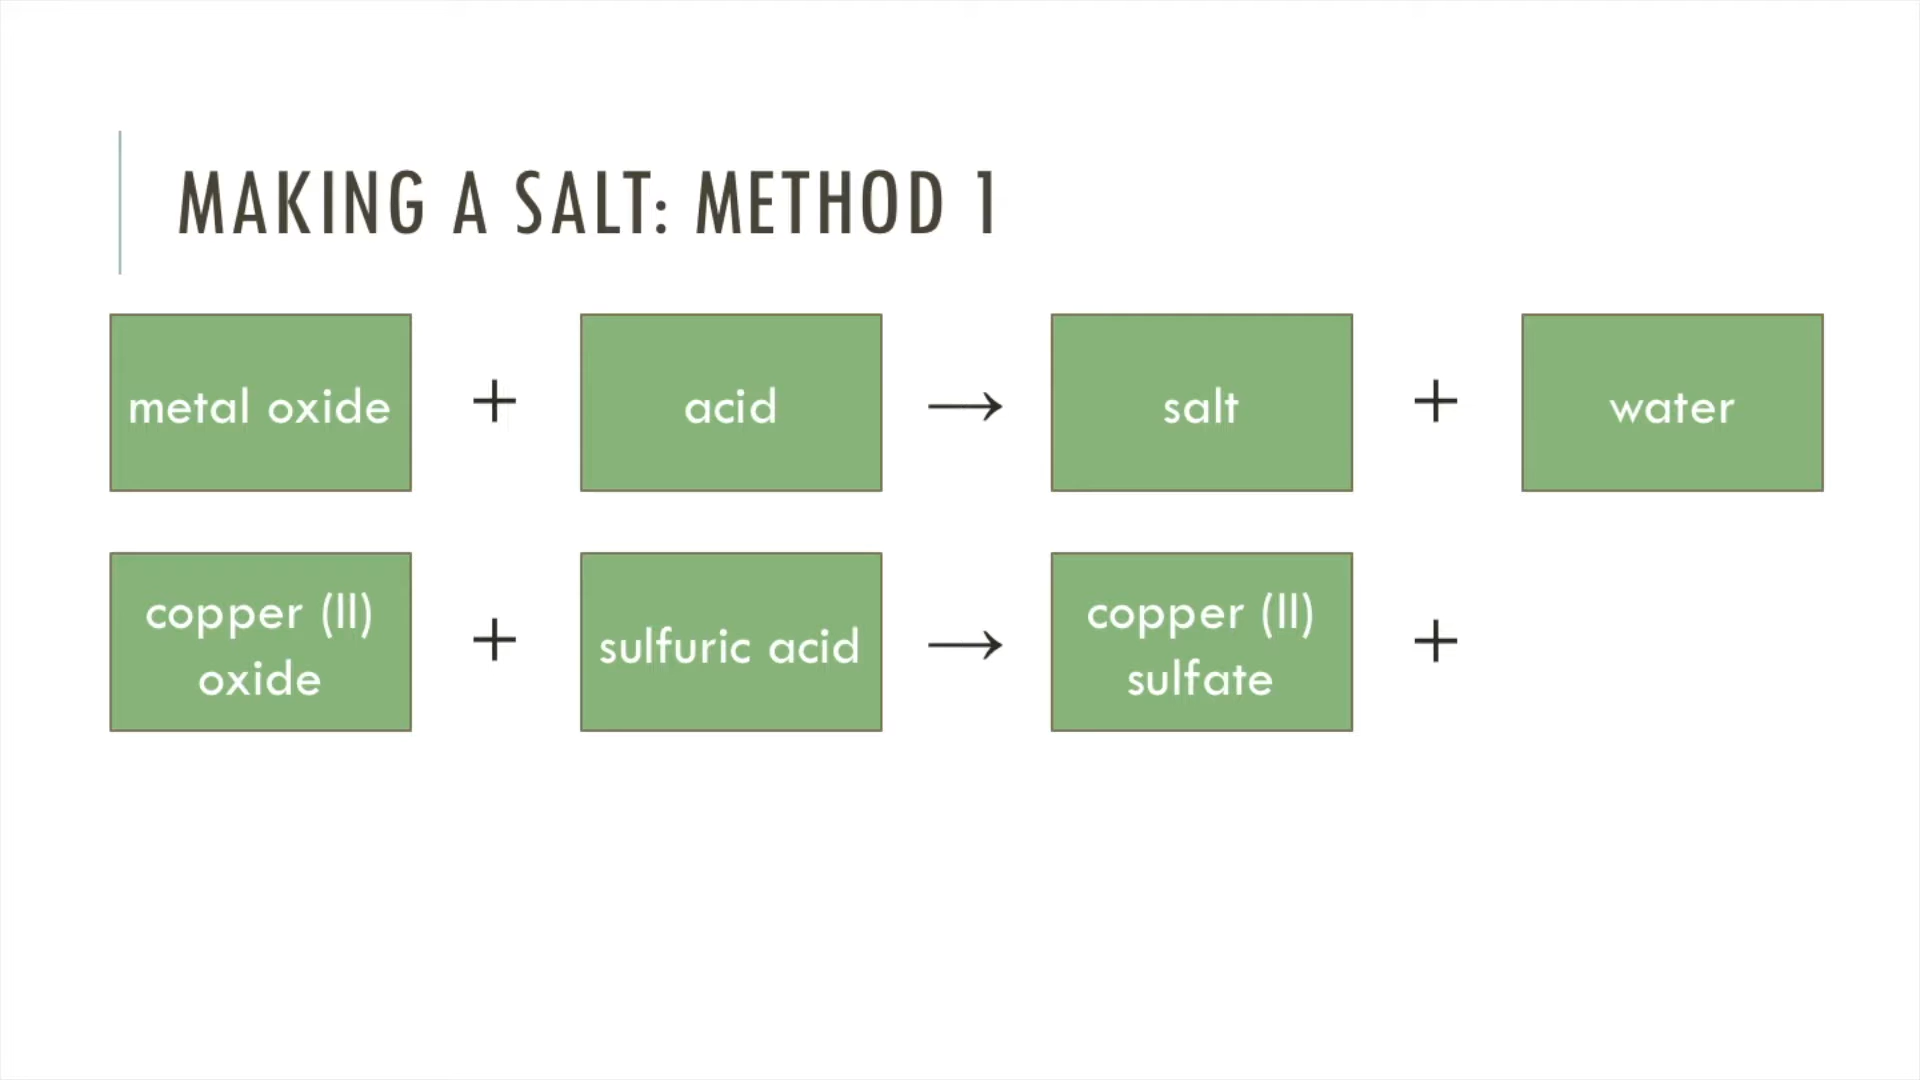 MAKING A SALT: METHOD 1
metal oxide + acid → salt + water
copper (II) oxide + sulfuric acid → copper (II) sulfate +